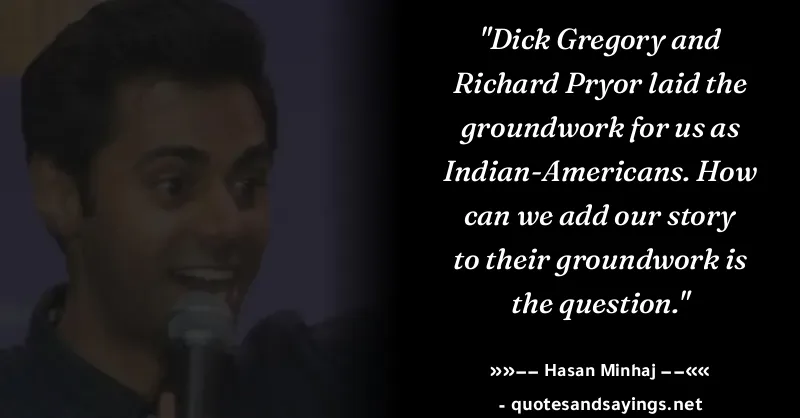 "Dick Gregory and
Richard Pryor laid the
groundwork for us as
Indian-Americans. How
can we add our story
to their groundwork is
the question."
»»–– Hasan Minhaj ––««
- quotesandsayings.net